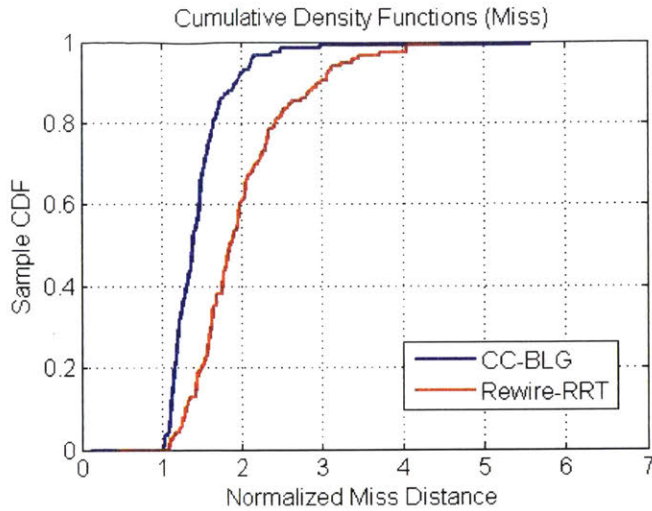 Cumulative Density Functions (Miss)
1
0.8
0.6
0.4
0.2
0
Sample CDF
CC-BLG
Rewire-RRT
0 1 2 3 4 5 6 7
Normalized Miss Distance